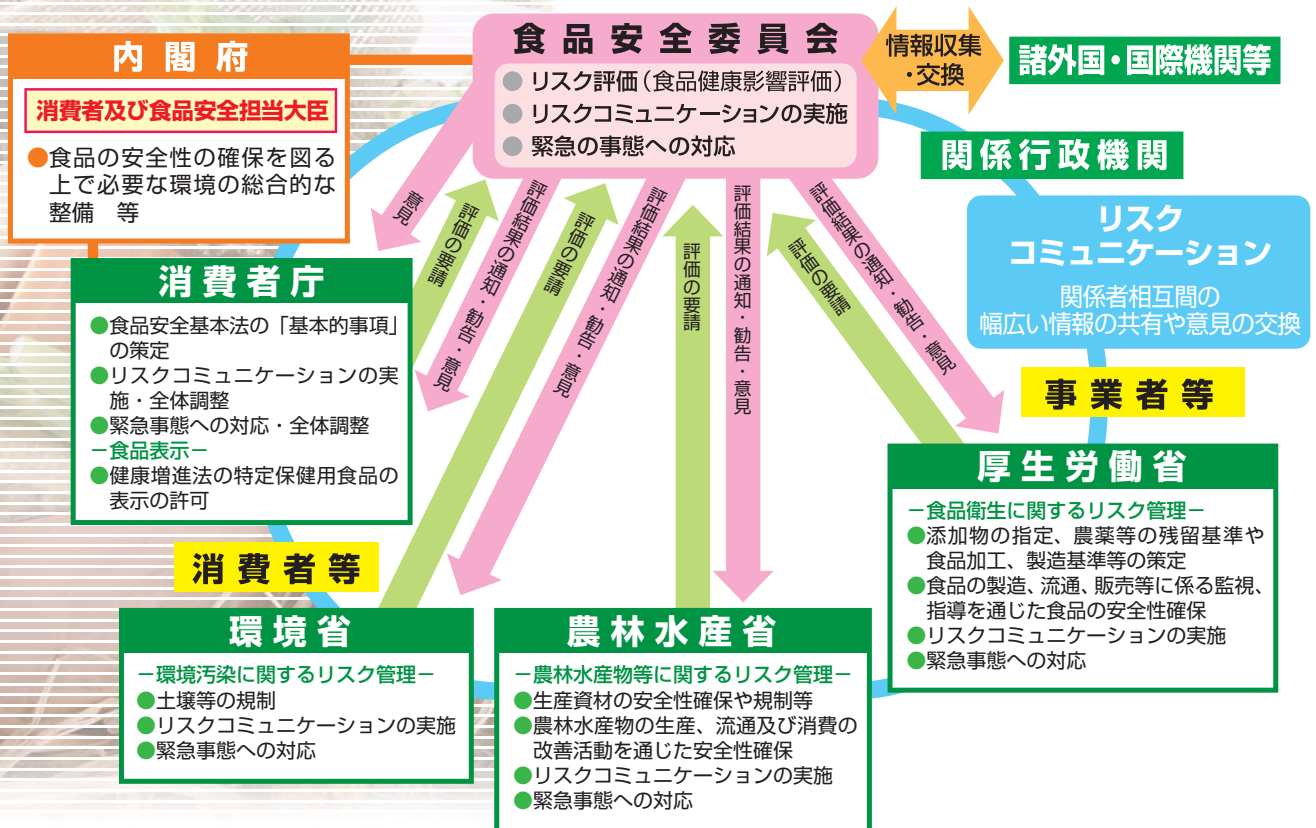 食品安全委員会
● リスク評価（食品健康影響評価）
● リスクコミュニケーションの実施
● 緊急の事態への対応
情報収集
・交換
諸外国・国際機関等
内閣府
消費者及び食品安全担当大臣
●食品の安全性の確保を図る
上で必要な環境の総合的な
整備　等
関係行政機関
リスク
コミュニケーション
関係者相互間の
幅広い情報の共有や意見の交換
意見
評価の要請
評価結果の通知・勧告・意見
評価の要請
評価結果の通知・勧告・意見
評価の要請
評価結果の通知・勧告・意見
評価の要請
評価結果の通知・勧告・意見
消費者庁
●食品安全基本法の「基本的事項」
の策定
●リスクコミュニケーションの実
施・全体調整
●緊急事態への対応・全体調整
－食品表示－
●健康増進法の特定保健用食品の
表示の許可
事業者等
厚生労働省
－食品衛生に関するリスク管理－
●添加物の指定、農薬等の残留基準や
食品加工、製造基準等の策定
●食品の製造、流通、販売等に係る監視、
指導を通じた食品の安全性確保
●リスクコミュニケーションの実施
●緊急事態への対応
消費者等
環境省
－環境汚染に関するリスク管理－
●土壌等の規制
●リスクコミュニケーションの実施
●緊急事態への対応
農林水産省
－農林水産物等に関するリスク管理－
●生産資材の安全性確保や規制等
●農林水産物の生産、流通及び消費の
改善活動を通じた安全性確保
●リスクコミュニケーションの実施
●緊急事態への対応